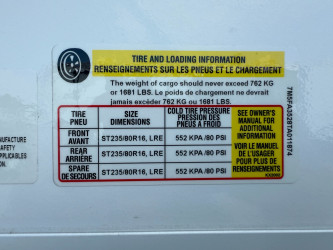 TIRE AND LOADING INFORMATION
RENSEIGNEMENTS SUR LES PNEUS ET LE CHARGEMENT
The weight of cargo should never exceed 762 KG
or 1681 LBS. Le poids de chargement ne devrait
jamais excéder 762 KG ou 1681 LBS.
TIRE
PNEU
SIZE
DIMENSIONS
COLD TIRE PRESSURE
PRESSION DES
PNEUS A FROID
SEE OWNER'S
MANUAL FOR
ADDITIONAL
INFORMATION
VOIR LE MANUEL
DE L'USAGER
POUR PLUS DE
RENSEIGNEMENTS
FRONT
AVANT
ST235/80R16, LRE
552 KPA /80 PSI
REAR
ARRIÈRE
ST235/80R16, LRE
552 KPA /80 PSI
SPARE
DE SECOURS
ST235/80R16, LRE
552 KPA /80 PSI
NUFACTURE
SAFETY
APPLICABLES
ON.